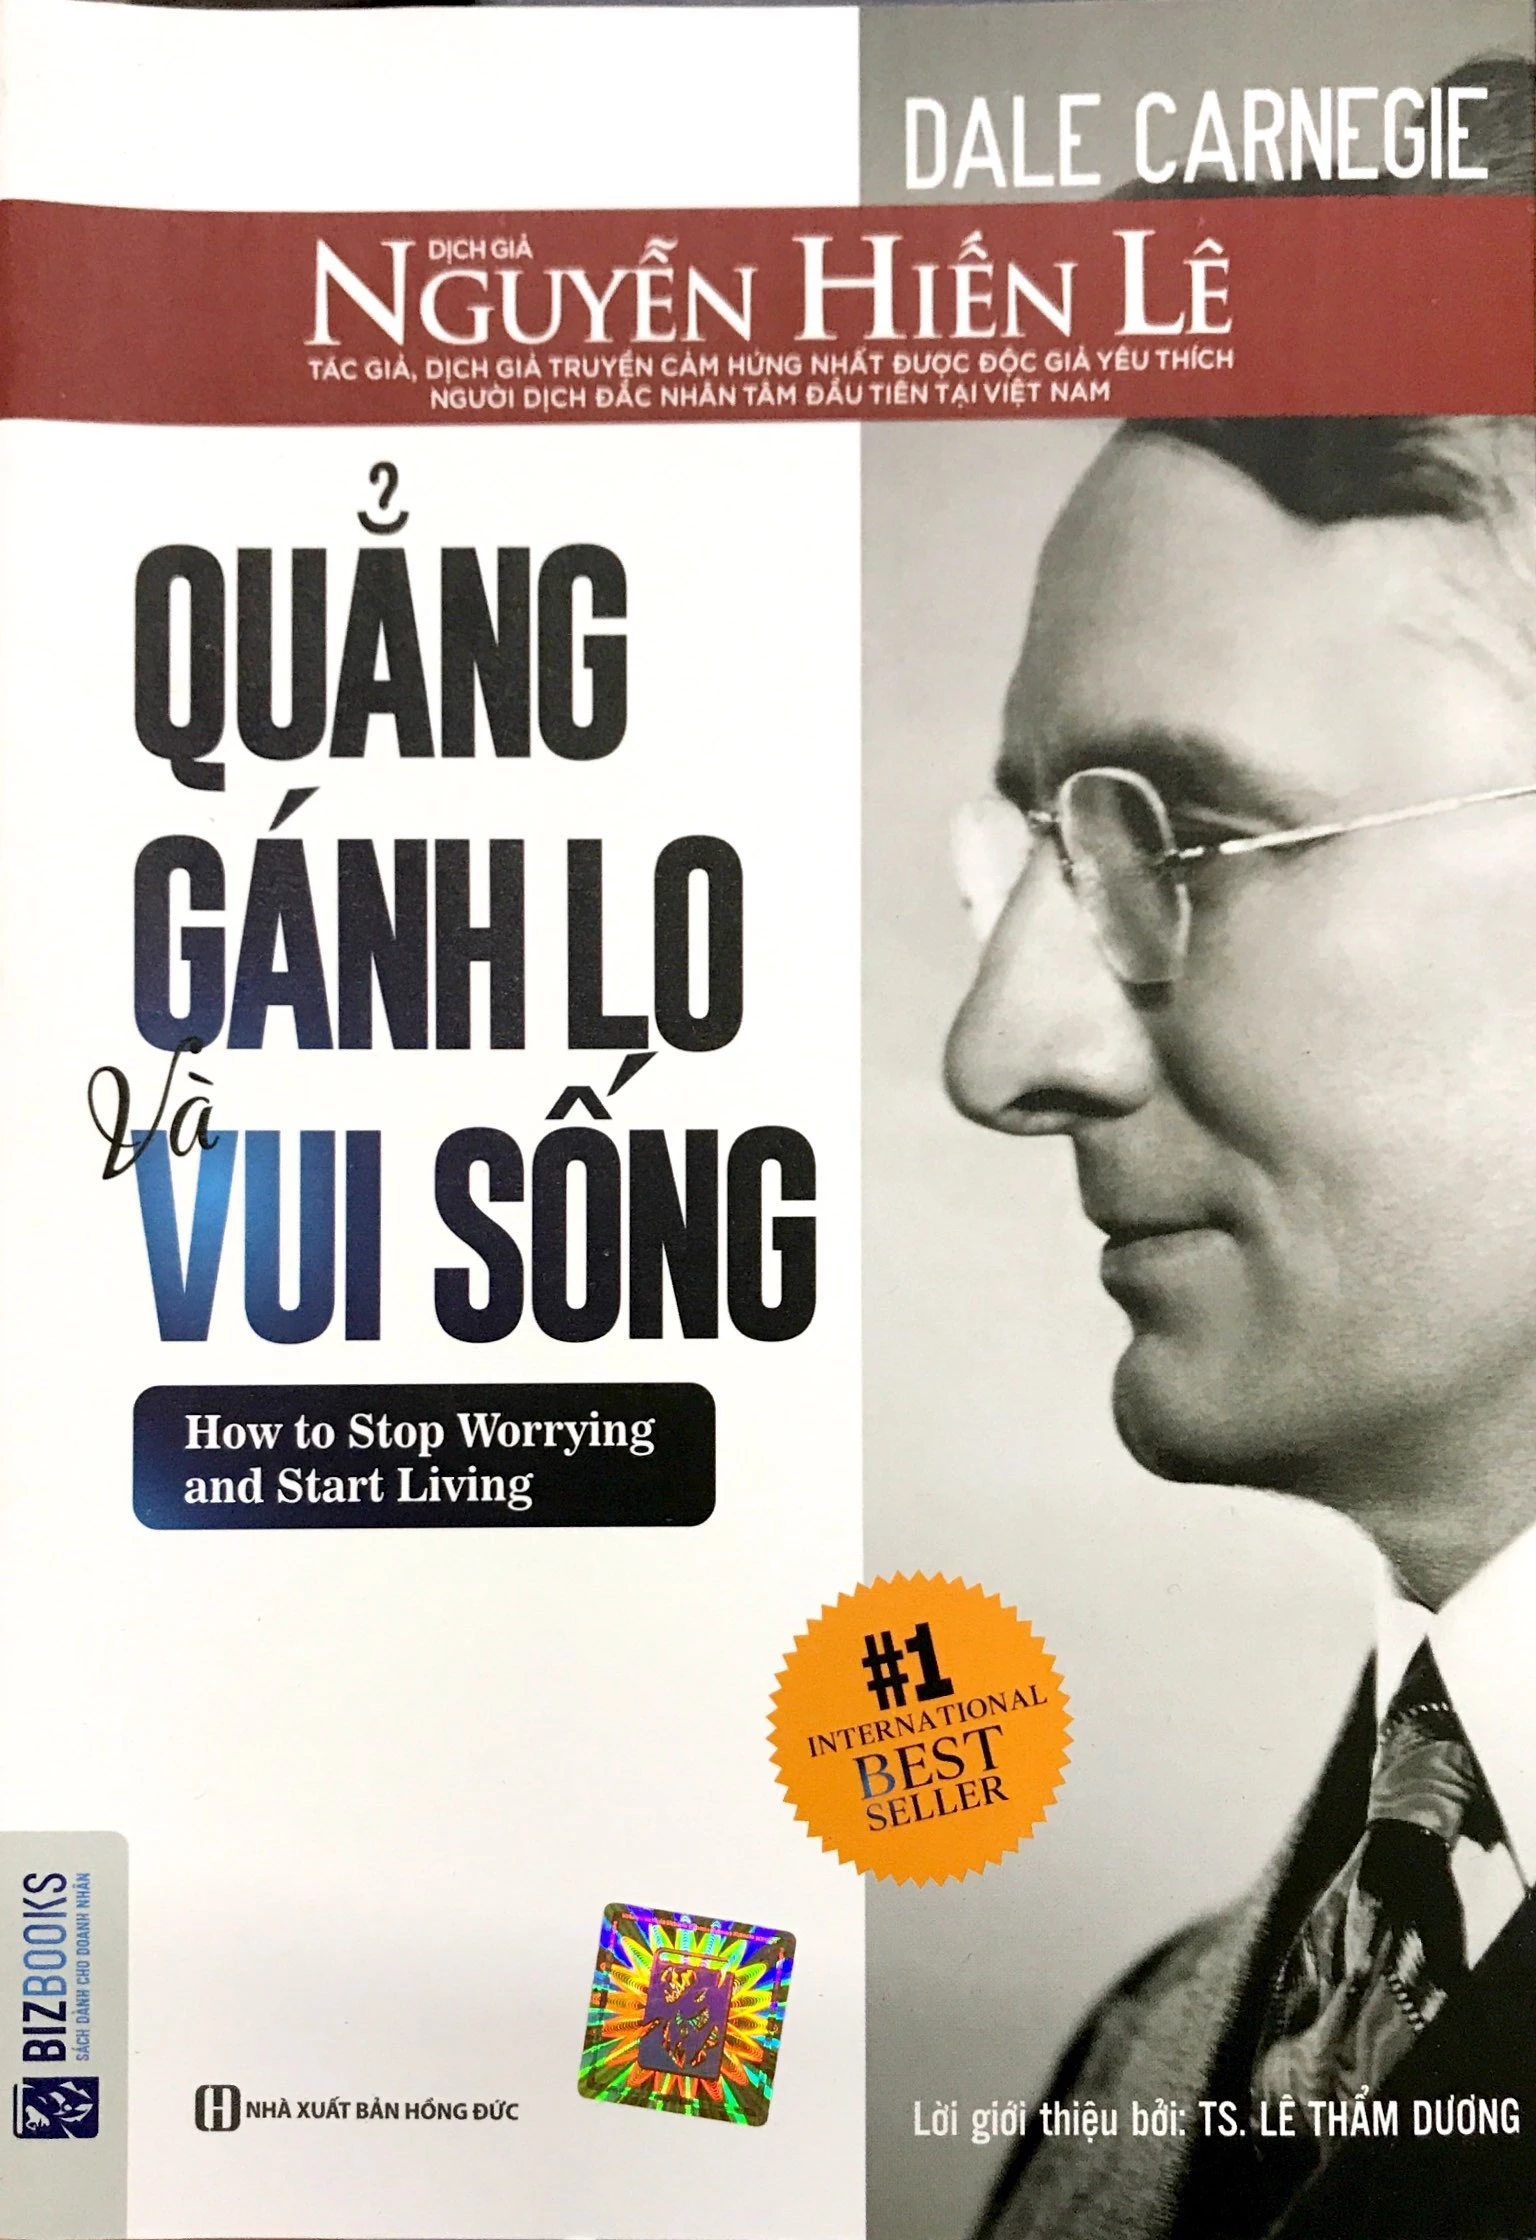 DALE CARNEGIE
DỊCH GIẢ
NGUYỄN HIẾN LÊ
TÁC GIẢ, DỊCH GIẢ TRUYỀN CẢM HỨNG NHẤT ĐƯỢC ĐỘC GIẢ YÊU THÍCH
NGƯỜI DỊCH ĐẮC NHÂN TÂM ĐẦU TIÊN TẠI VIỆT NAM
QUẲNG
GÁNH LO
Và
VUI SỐNG
How to Stop Worrying
and Start Living
#1
INTERNATIONAL
BEST
SELLER
BIZBOOKS
SÁCH DÀNH CHO DOANH NHÂN
NHÀ XUẤT BẢN HỒNG ĐỨC
Lời giới thiệu bởi: TS. LÊ THẨM DƯƠNG